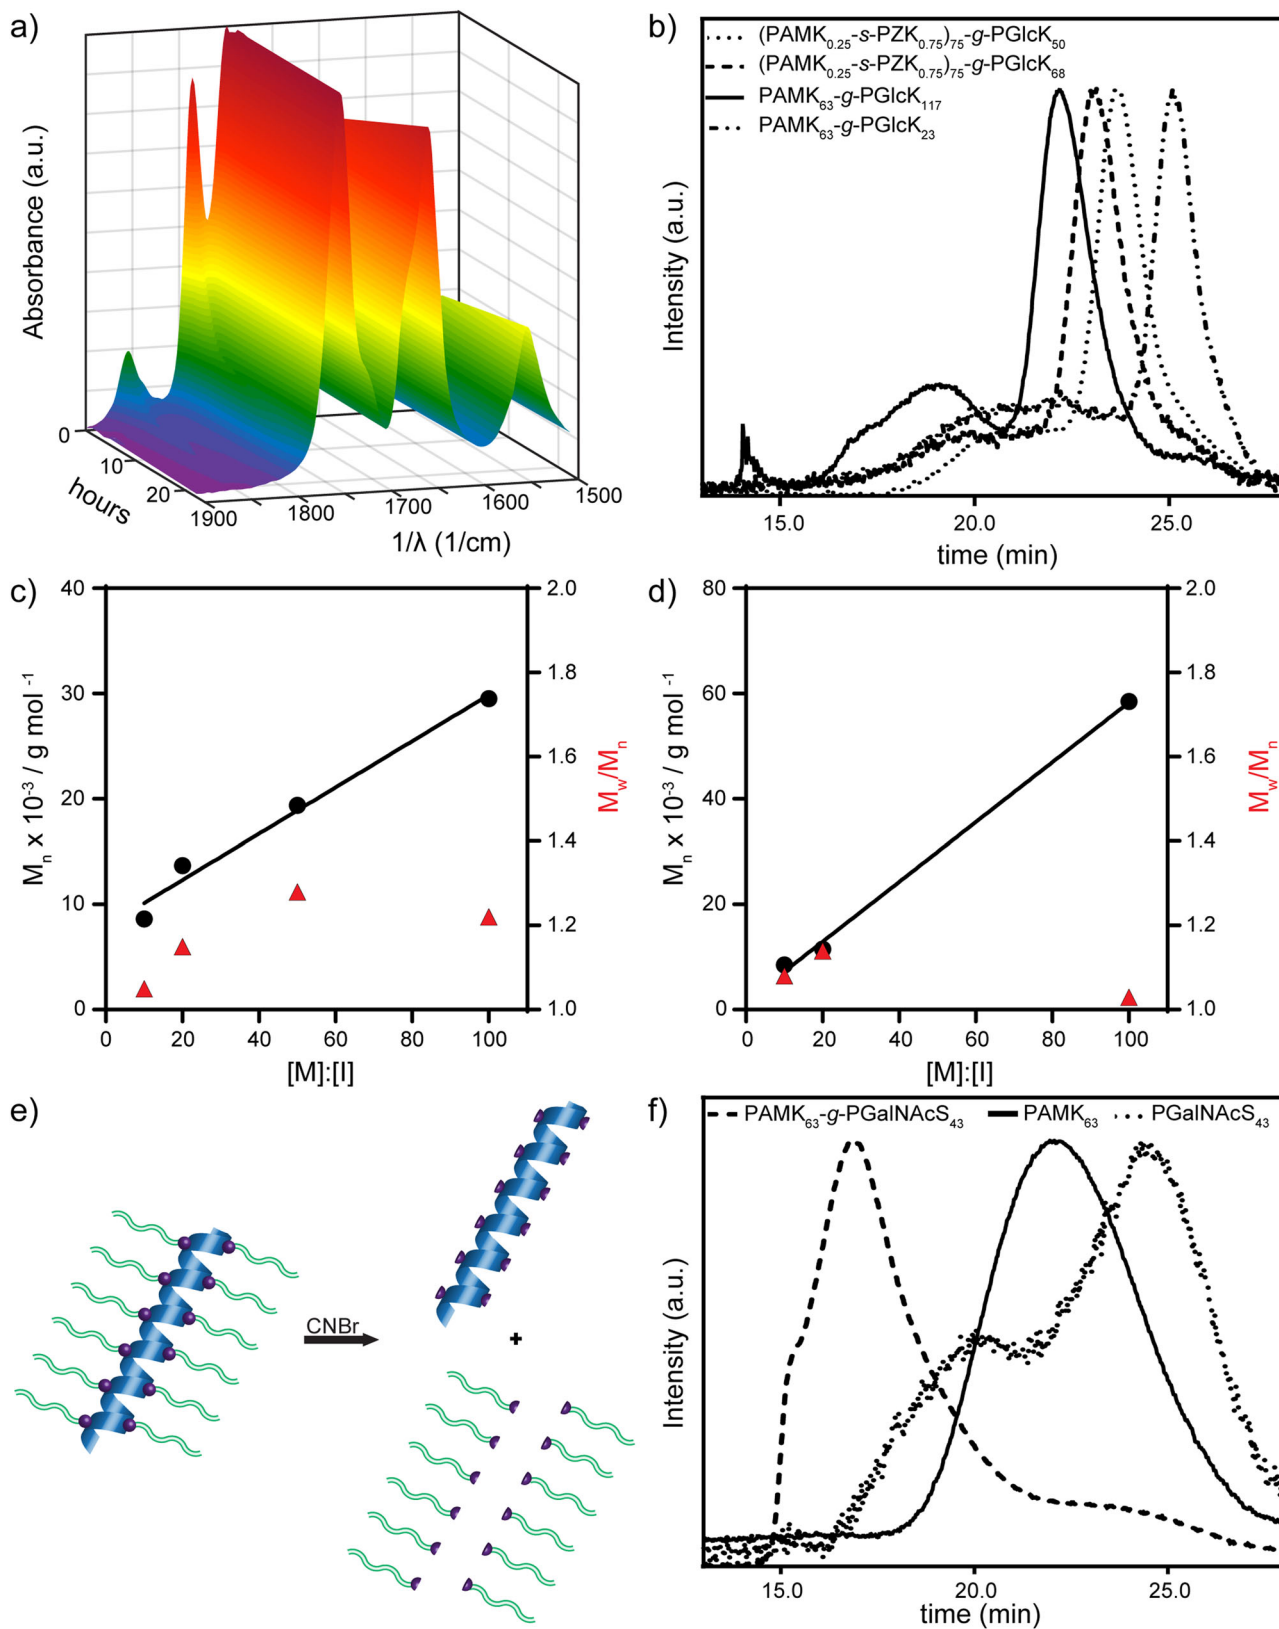 a)
Absorbance (a.u.)
0
10
20
hours
1900
1800
1700
1600
1500
1/λ (1/cm)
b)
(PAMK0.25-s-PZK0.75)75-g-PGlcK50
(PAMK0.25-s-PZK0.75)75-g-PGlcK68
PAMK63-g-PGlcK117
PAMK63-g-PGlcK23
Intensity (a.u.)
15.0 20.0 25.0
time (min)
c)
40
30
20
10
0
Mn x 10-3 / g mol -1
2.0
1.8
1.6
1.4
1.2
1.0
Mw/Mn
0 20 40 60 80 100
[M]:[I]
d)
80
60
40
20
0
Mn x 10-3 / g mol -1
2.0
1.8
1.6
1.4
1.2
1.0
Mw/Mn
0 20 40 60 80 100
[M]:[I]
e)
CNBr
+
f)
PAMK63-g-PGalNAcS43 PAMK63 PGalNAcS43
Intensity (a.u.)
15.0 20.0 25.0
time (min)